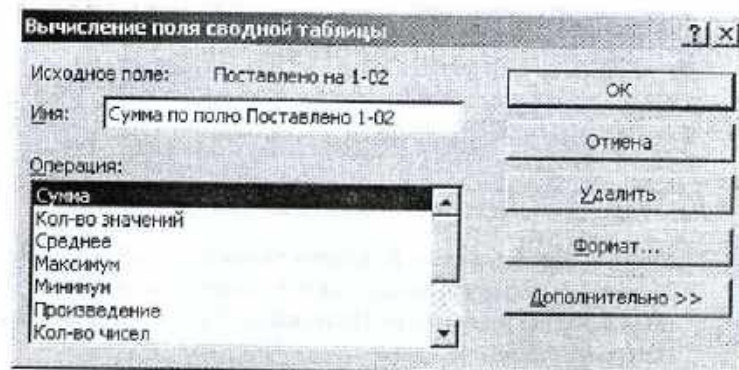 Вычисление поля сводной таблицы
Исходное поле: Поставлено на 1-02
Имя: Сумма по полю Поставлено 1-02
Операция:
Сумма
Кол-во значений
Среднее
Максимум
Минимум
Произведение
Кол-во чисел
OK
Отмена
Удалить
Формат...
Дополнительно >>